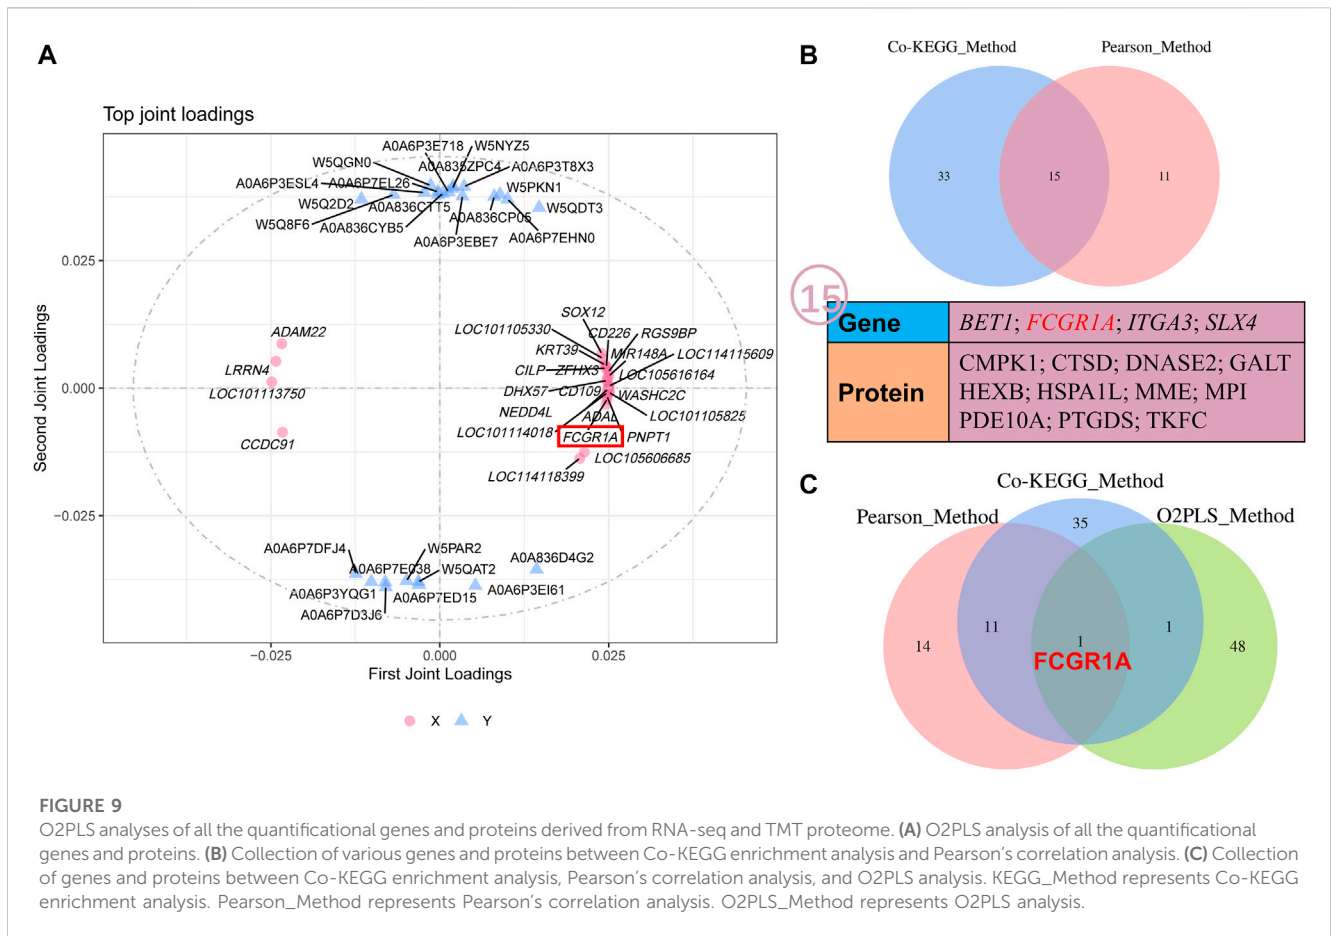 A
Top joint loadings
A0A6P3E718
W5NYZ5
W5QGN0
A0A835ZPC4
A0A6P3T8X3
A0A6P3ESL4
A0A6P7EL26
W5PKN1
W5Q2D2
A0A836CTT5
W5QDT3
A0A836CP05
W5Q8F6
A0A836CYB5
A0A6P3EBE7
A0A6P7EHN0
0.025
SOX12
LOC101105330
CD226
RGS9BP
ADAM22
KRT39
MIR148A
LOC114115609
LRRN4
CILP
ZFHX3
LOC105616164
LOC101113750
DHX57
CD109
WASHC2C
0.000
NEDD4L
ADAL
LOC101105825
CCDC91
LOC101114018
FCGR1A
PNPT1
LOC105606685
LOC114118399
−0.025
A0A6P7DFJ4
W5PAR2
A0A836D4G2
A0A6P7E038
W5QAT2
A0A6P3YQG1
A0A6P7ED15
A0A6P3EI61
A0A6P7D3J6
Second Joint Loadings
−0.025
0.000
0.025
First Joint Loadings
X
Y
B
Co-KEGG_Method
Pearson_Method
33
15
11
15
Gene
BET1; FCGR1A; ITGA3; SLX4
Protein
CMPK1; CTSD; DNASE2; GALT
HEXB; HSPA1L; MME; MPI
PDE10A; PTGDS; TKFC
C
Co-KEGG_Method
Pearson_Method
O2PLS_Method
35
11
1
14
1
48
FCGR1A
FIGURE 9
O2PLS analyses of all the quantificational genes and proteins derived from RNA-seq and TMT proteome. (A) O2PLS analysis of all the quantificational
genes and proteins. (B) Collection of various genes and proteins between Co-KEGG enrichment analysis and Pearson's correlation analysis. (C) Collection
of genes and proteins between Co-KEGG enrichment analysis, Pearson's correlation analysis, and O2PLS analysis. KEGG_Method represents Co-KEGG
enrichment analysis. Pearson_Method represents Pearson's correlation analysis. O2PLS_Method represents O2PLS analysis.